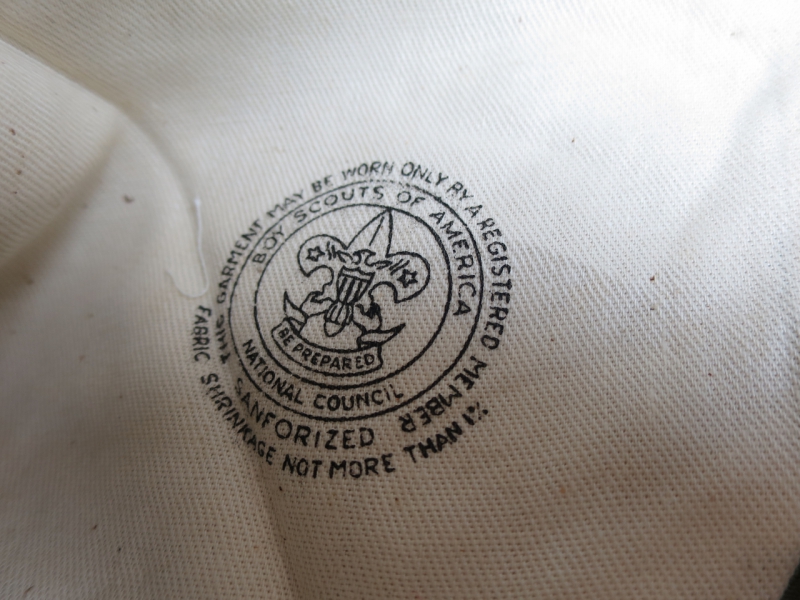 THIS GARMENT MAY BE WORN ONLY BY A REGISTERED MEMBER
BOY SCOUTS OF AMERICA
BE PREPARED
NATIONAL COUNCIL
SANFORIZED
FABRIC SHRINKAGE NOT MORE THAN 1%